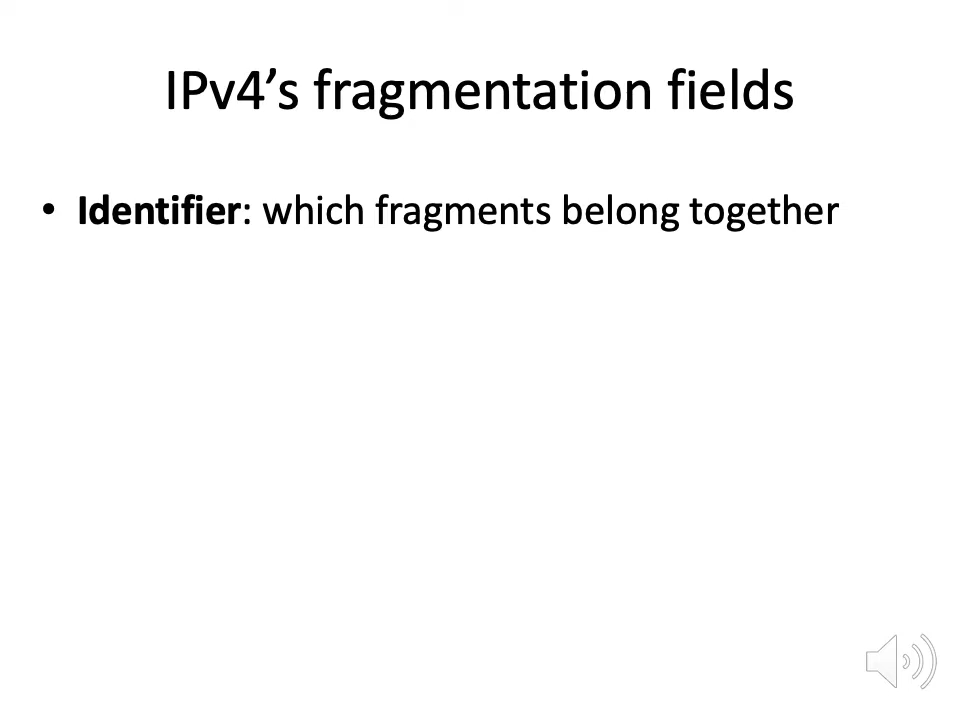 IPv4’s fragmentation fields
• Identifier: which fragments belong together